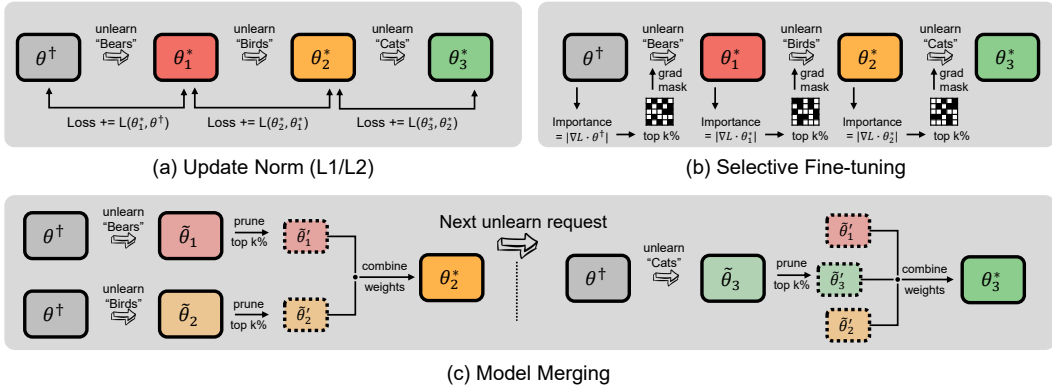 unlearn
"Bears"
unlearn
"Birds"
unlearn
"Cats"
θ†
θ₁*
θ₂*
θ₃*
Loss += L(θ₁*, θ†)
Loss += L(θ₂*, θ₁*)
Loss += L(θ₃*, θ₂*)
(a) Update Norm (L1/L2)
unlearn
"Bears"
unlearn
"Birds"
unlearn
"Cats"
θ†
θ₁*
θ₂*
θ₃*
grad
mask
grad
mask
grad
mask
Importance
= |∇L · θ†|
top k%
Importance
= |∇L · θ₁*|
top k%
Importance
= |∇L · θ₂*|
top k%
(b) Selective Fine-tuning
θ†
unlearn
"Bears"
θ̃₁
prune
top k%
θ̃₁′
θ†
unlearn
"Birds"
θ̃₂
prune
top k%
θ̃₂′
combine
weights
θ₂*
Next unlearn request
θ†
unlearn
"Cats"
θ̃₃
prune
top k%
θ̃₁′
θ̃₃′
θ̃₂′
combine
weights
θ₃*
(c) Model Merging